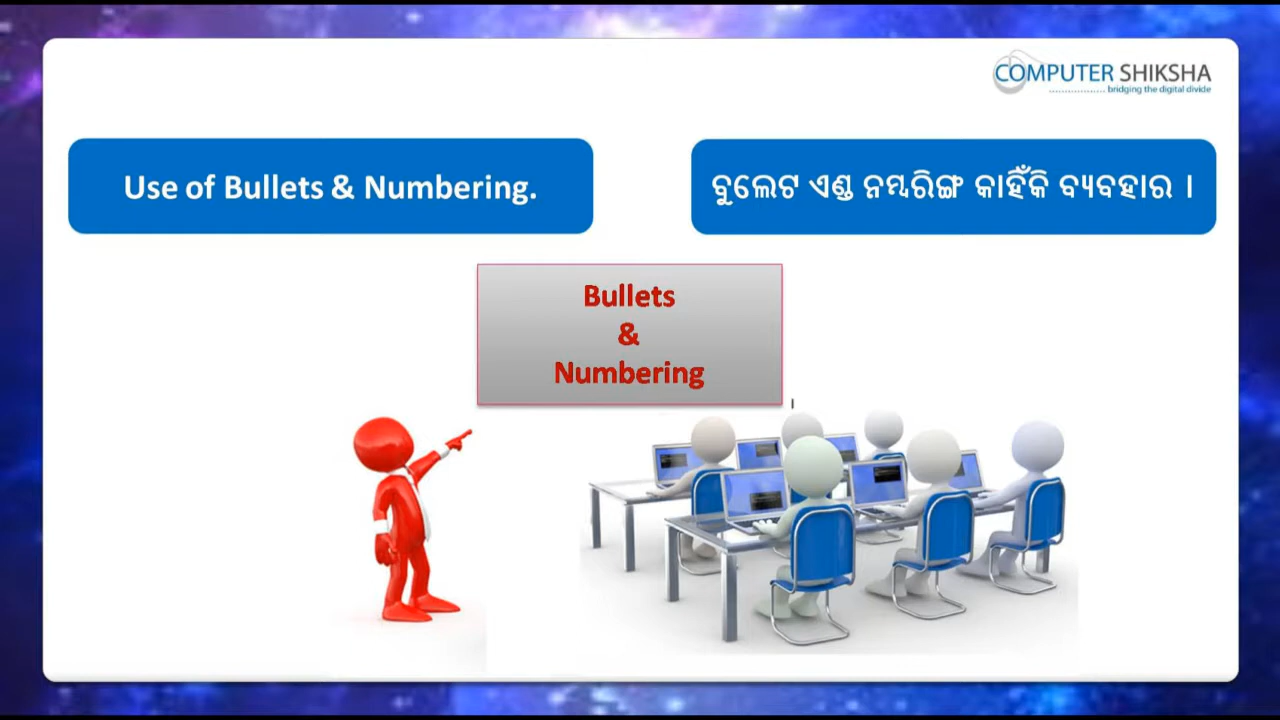 COMPUTER SHIKSHA
bridging the digital divide
Use of Bullets & Numbering.
ବୁଲେଟ ଏଣ୍ଡ ନମ୍ବରିଙ୍ଗ କାହିଁକି ବ୍ୟବହାର ।
Bullets
&
Numbering